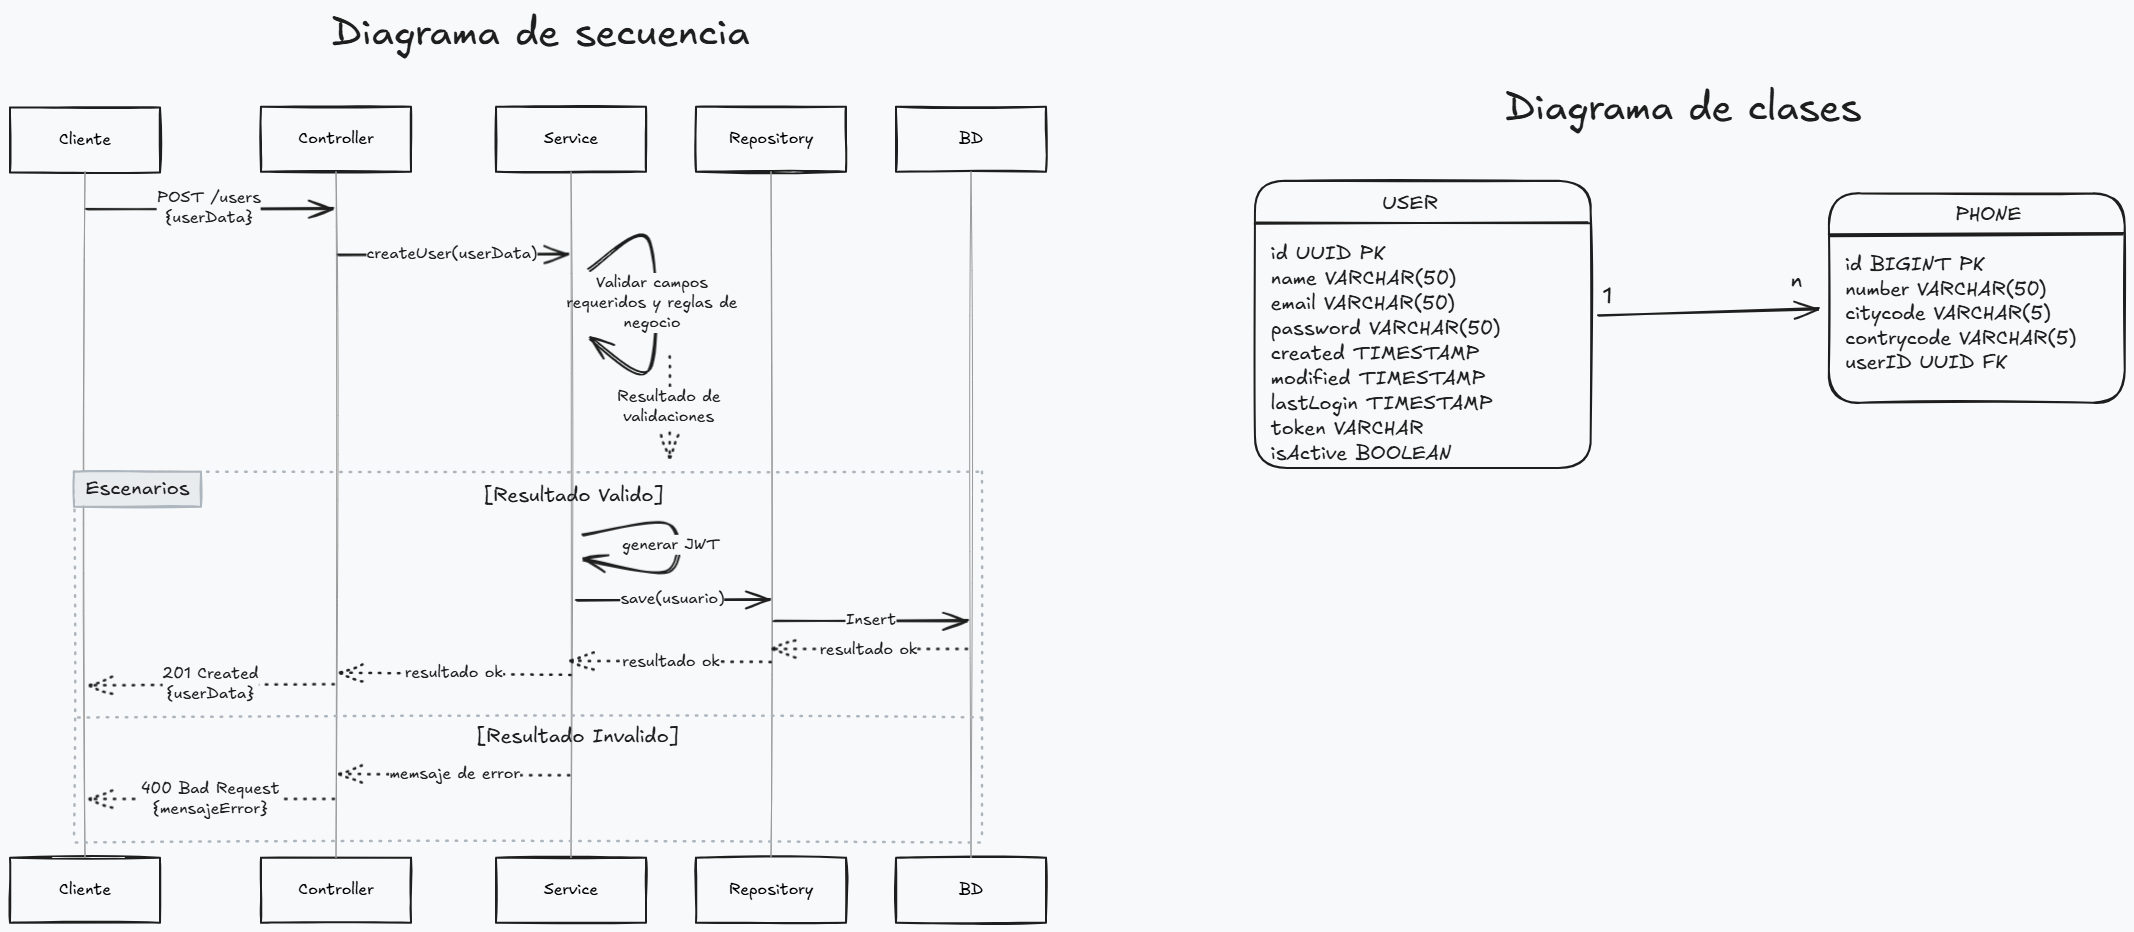 Diagrama de secuencia
Cliente
Controller
Service
Repository
BD
POST /users
{userData}
createUser(userData)
Validar campos
requeridos y reglas de
negocio
Resultado de
validaciones
Escenarios
[Resultado Valido]
generar JWT
save(usuario)
Insert
resultado ok
resultado ok
resultado ok
201 Created
{userData}
[Resultado Invalido]
memsaje de error
400 Bad Request
{mensajeError}
Cliente
Controller
Service
Repository
BD
Diagrama de clases
USER
id UUID PK
name VARCHAR(50)
email VARCHAR(50)
password VARCHAR(50)
created TIMESTAMP
modified TIMESTAMP
lastLogin TIMESTAMP
token VARCHAR
isActive BOOLEAN
1
n
PHONE
id BIGINT PK
number VARCHAR(50)
citycode VARCHAR(5)
contrycode VARCHAR(5)
userID UUID FK